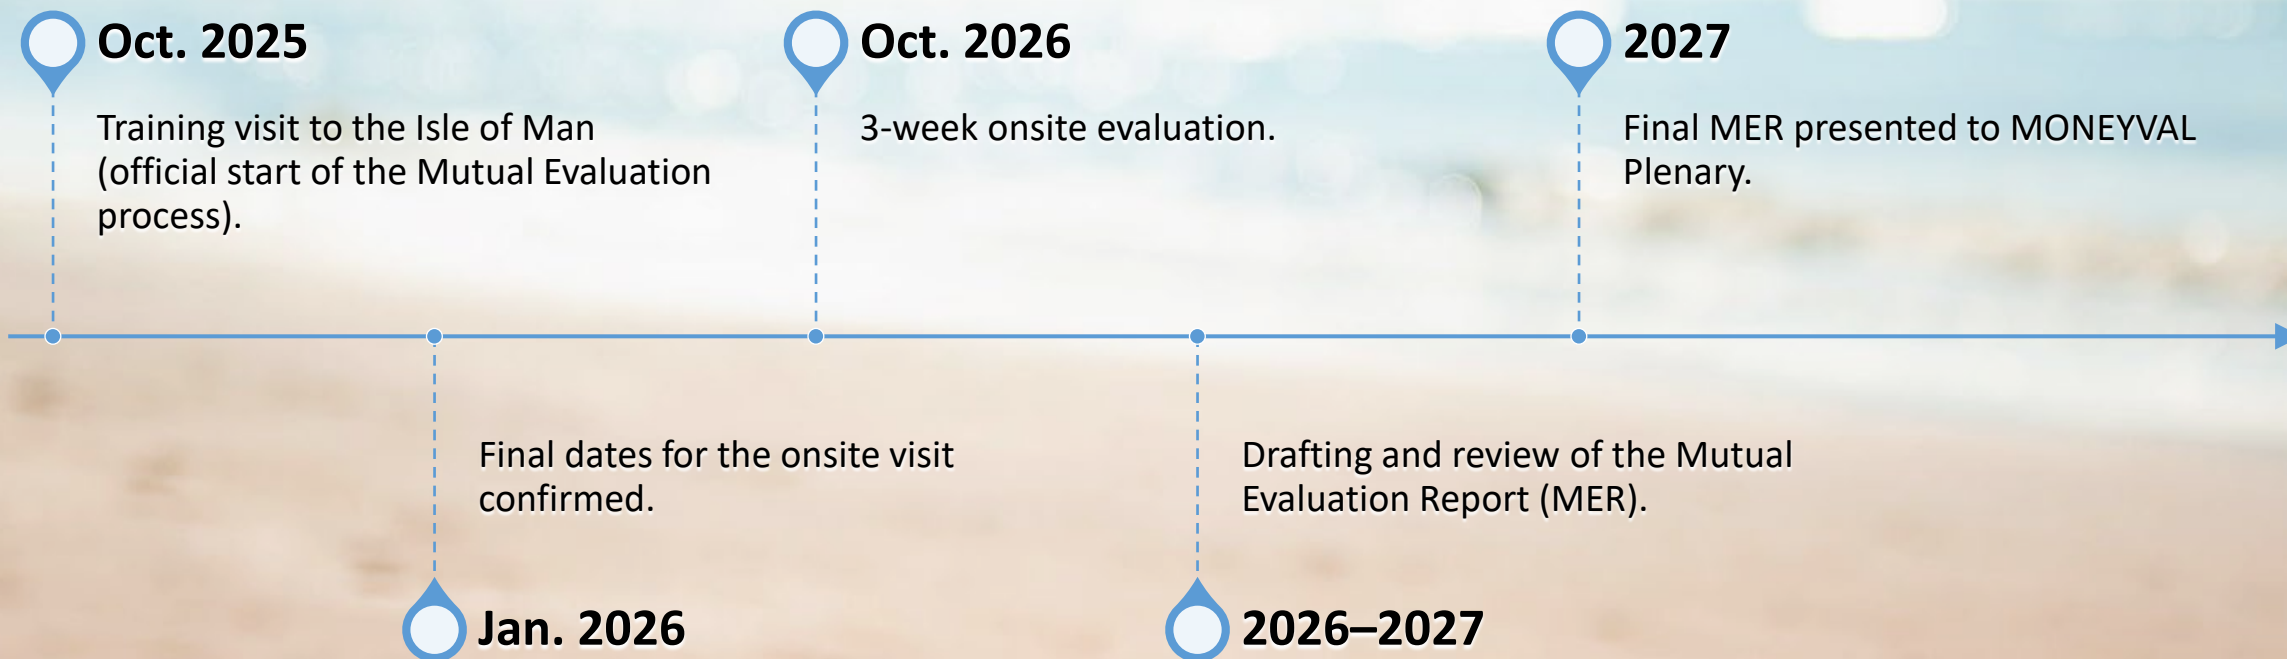 Oct. 2025
Training visit to the Isle of Man
(official start of the Mutual Evaluation
process).
Jan. 2026
Final dates for the onsite visit
confirmed.
Oct. 2026
3-week onsite evaluation.
2026–2027
Drafting and review of the Mutual
Evaluation Report (MER).
2027
Final MER presented to MONEYVAL
Plenary.